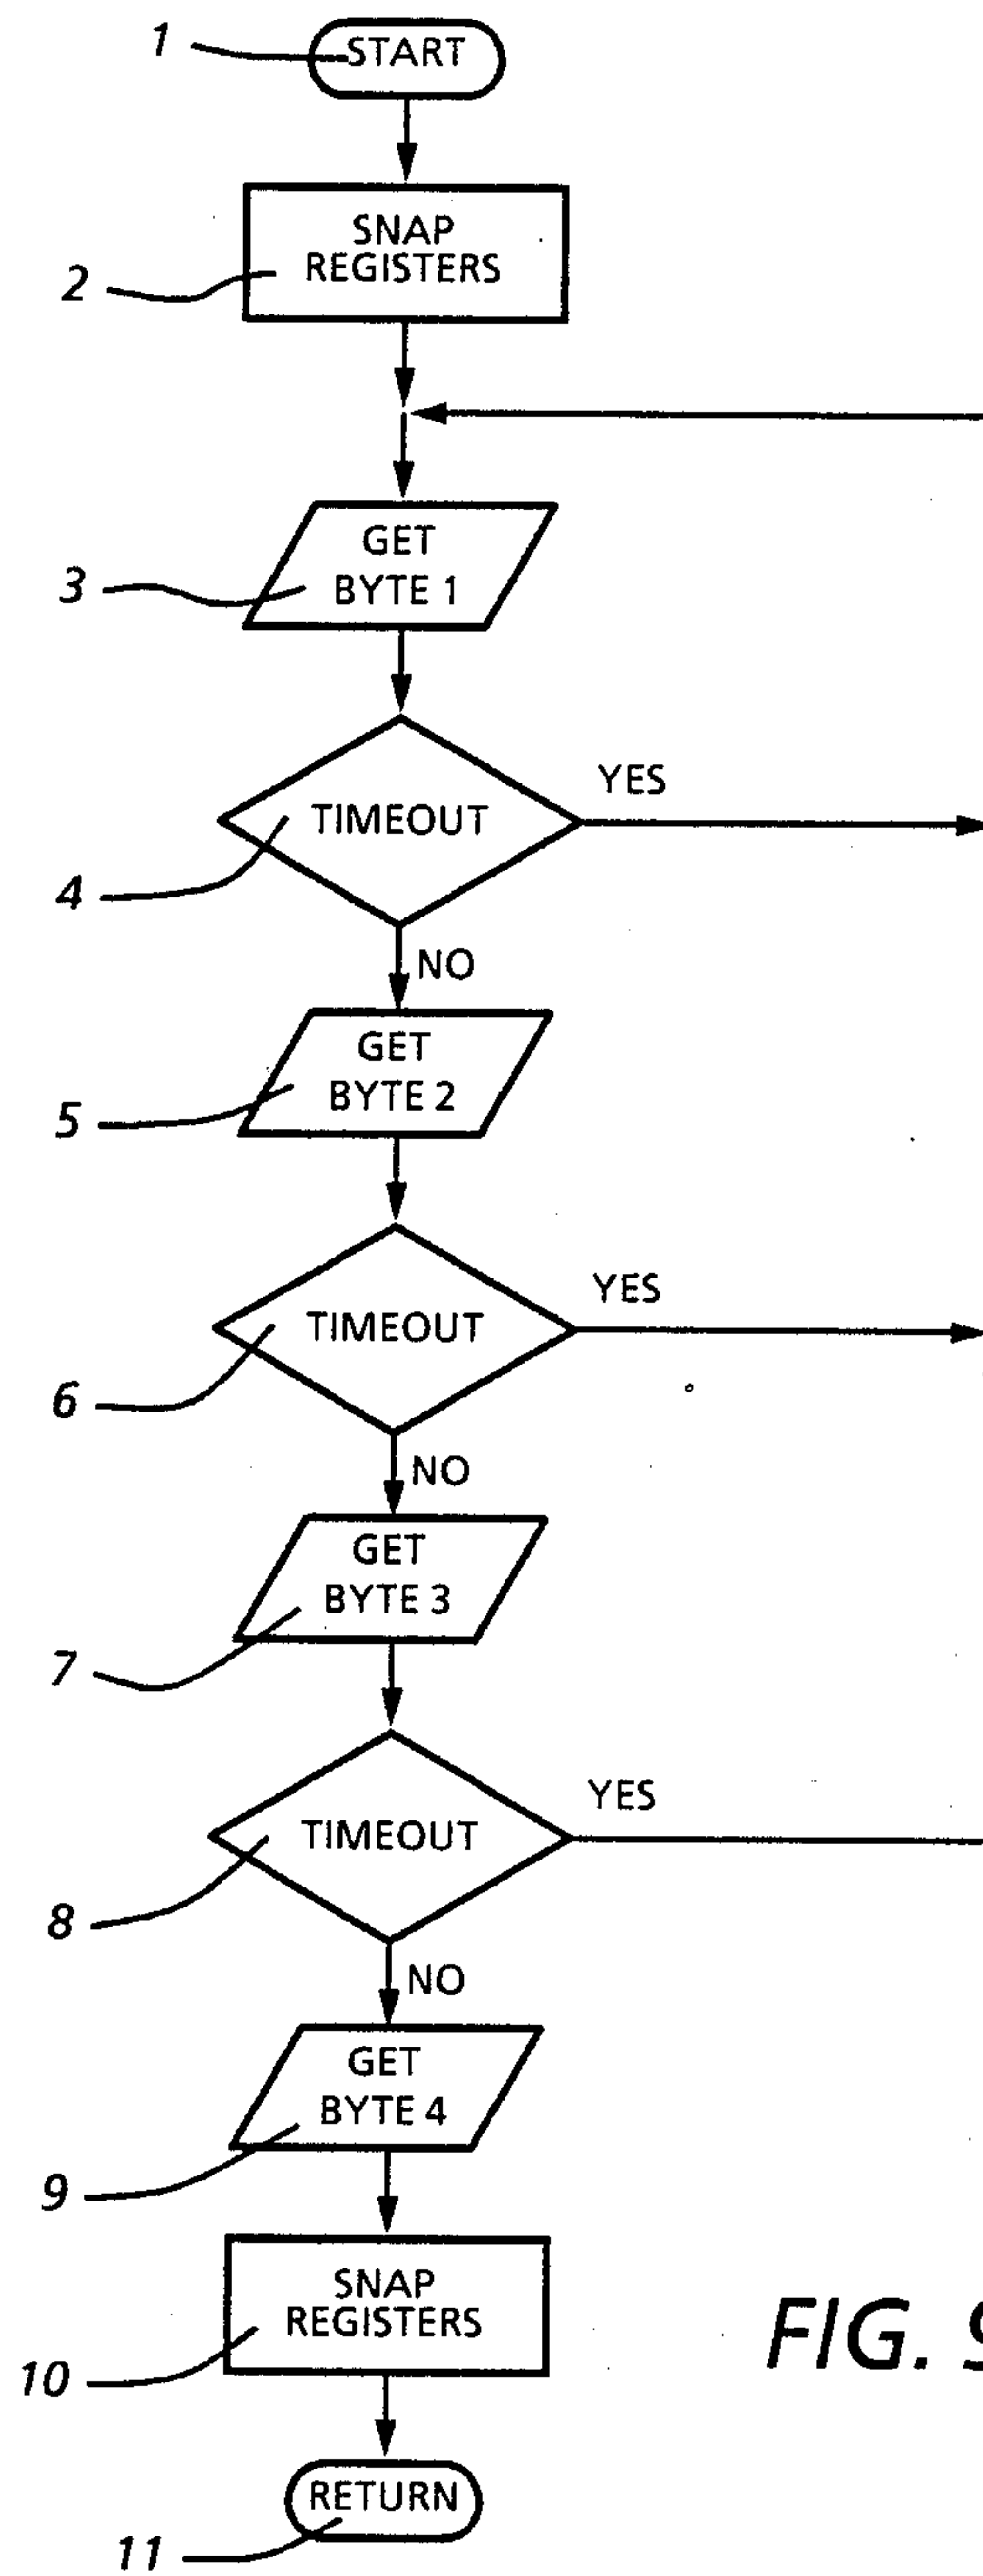 1
START
SNAP
REGISTERS
2
GET
BYTE 1
3
TIMEOUT
YES
4
NO
GET
BYTE 2
5
TIMEOUT
YES
6
NO
GET
BYTE 3
7
TIMEOUT
YES
8
NO
GET
BYTE 4
9
SNAP
REGISTERS
10
FIG.
RETURN
11